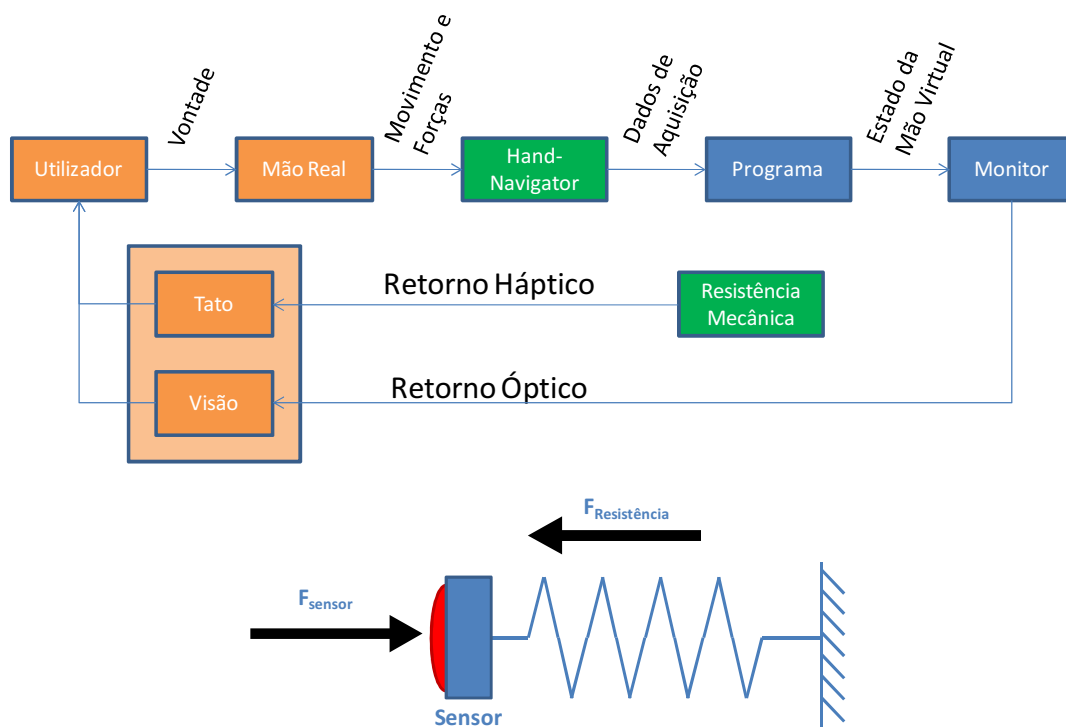 Vontade
Movimento e
Forças
Dados de
Aquisição
Estado da
Mão Virtual
Utilizador
Mão Real
Hand-
Navigator
Programa
Monitor
Tato
Retorno Háptico
Resistência
Mecânica
Visão
Retorno Óptico
FResistência
Fsensor
Sensor